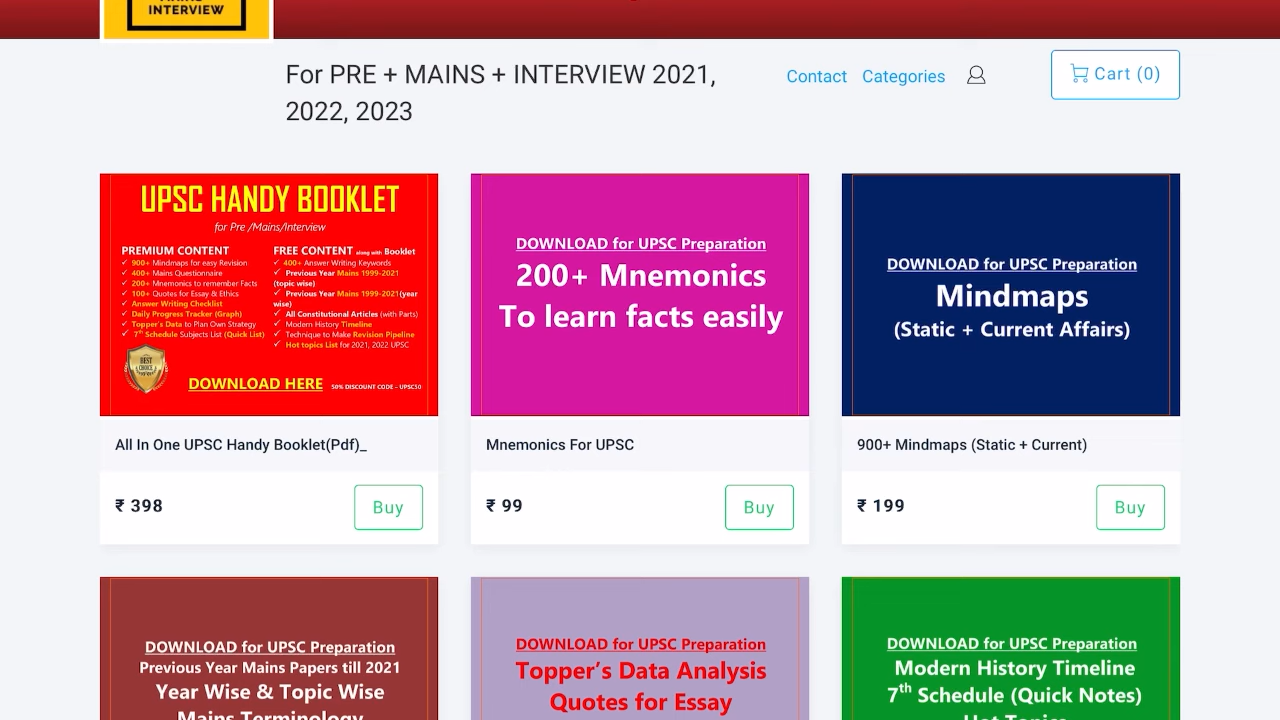 INTERVIEW
For PRE + MAINS + INTERVIEW 2021,
2022, 2023
Contact
Categories
Cart (0)
UPSC HANDY BOOKLET
for Pre /Mains/Interview
PREMIUM CONTENT
✓ 900+ Mindmaps for easy Revision
✓ 400+ Mains Questionnaire
✓ 200+ Mnemonics to remember Facts
✓ 100+ Quotes for Essay & Ethics
✓ Answer Writing Checklist
✓ Daily Progress Tracker (Graph)
✓ Topper's Data to Plan Own Strategy
✓ 7th Schedule Subjects List (Quick List)
FREE CONTENT along with Booklet
✓ 400+ Answer Writing Keywords
✓ Previous Year Mains 1999-2021
(topic wise)
✓ Previous Year Mains 1999-2021(year
wise)
✓ All Constitutional Articles (with Parts)
✓ Modern History Timeline
✓ Technique to Make Revision Pipeline
✓ Hot topics List for 2021, 2022 UPSC
BEST
CHOICE
DOWNLOAD HERE 50% DISCOUNT CODE - UPSC50
All In One UPSC Handy Booklet(Pdf)_
₹ 398
Buy
DOWNLOAD for UPSC Preparation
200+ Mnemonics
To learn facts easily
Mnemonics For UPSC
₹ 99
Buy
DOWNLOAD for UPSC Preparation
Mindmaps
(Static + Current Affairs)
900+ Mindmaps (Static + Current)
₹ 199
Buy
DOWNLOAD for UPSC Preparation
Previous Year Mains Papers till 2021
Year Wise & Topic Wise
Mains Terminology
DOWNLOAD for UPSC Preparation
Topper's Data Analysis
Quotes for Essay
DOWNLOAD for UPSC Preparation
Modern History Timeline
7th Schedule (Quick Notes)
Hot Topics